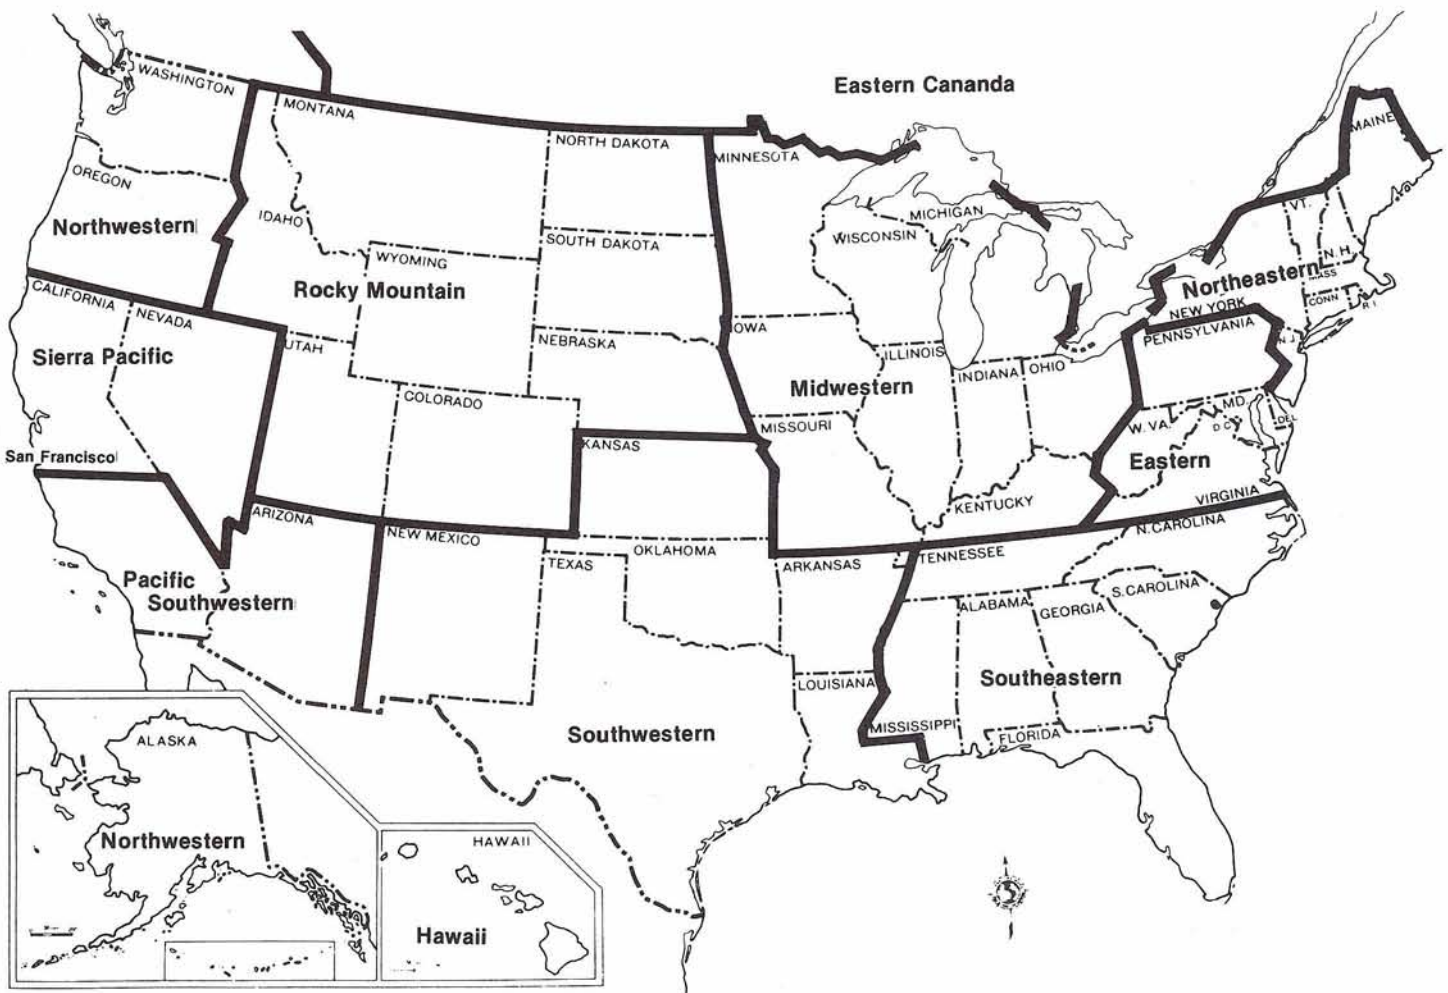 Eastern Cananda
WASHINGTON
MONTANA
NORTH DAKOTA
MINNESOTA
MAINE
OREGON
IDAHO
Northwestern
WYOMING
SOUTH DAKOTA
WISCONSIN
MICHIGAN
VT.
N.H.
MASS
Northeastern
NEW YORK
CONN
R.I.
CALIFORNIA
NEVADA
Rocky Mountain
UTAH
NEBRASKA
IOWA
ILLINOIS
INDIANA
OHIO
PENNSYLVANIA
N.J.
Sierra Pacific
COLORADO
Midwestern
MISSOURI
W. VA.
MD.
D.C.
DEL
San Francisco
KANSAS
Eastern
KENTUCKY
VIRGINIA
ARIZONA
NEW MEXICO
OKLAHOMA
TEXAS
ARKANSAS
TENNESSEE
N.CAROLINA
S.CAROLINA
Pacific
Southwestern
ALABAMA
GEORGIA
LOUISIANA
Southeastern
MISSISSIPPI
FLORIDA
Southwestern
ALASKA
Northwestern
HAWAII
Hawaii